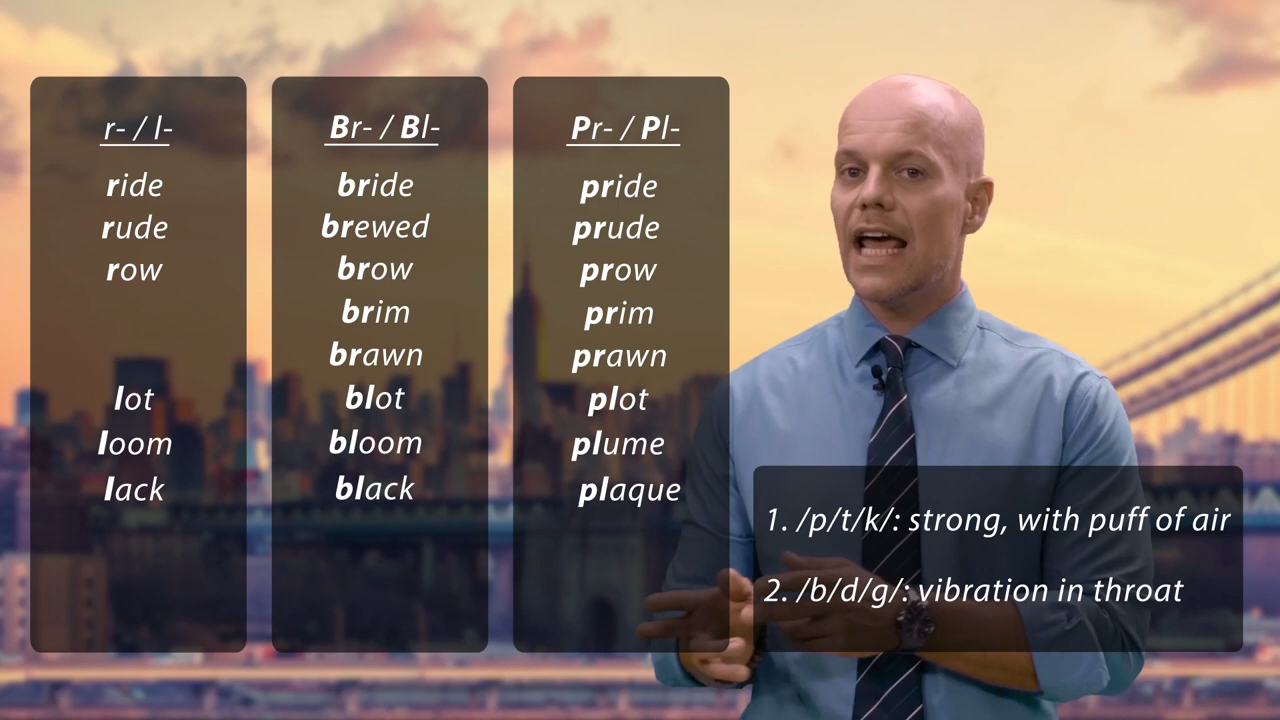 r- / l-
ride
rude
row
lot
loom
lack
Br- / Bl-
bride
brewed
brow
brim
brawn
blot
bloom
black
Pr- / Pl-
pride
prude
prow
prim
prawn
plot
plume
plaque
1. /p/t/k/: strong, with puff of air
2. /b/d/g/: vibration in throat